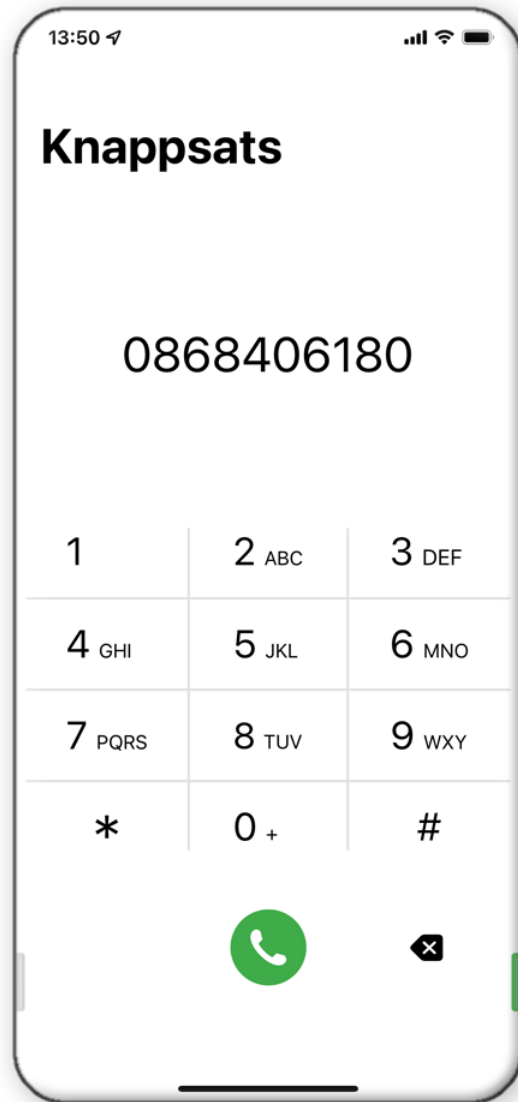 13:50
Knappsats
0868406180
1 2 ABC 3 DEF
4 GHI 5 JKL 6 MNO
7 PQRS 8 TUV 9 WXY
* 0 + #